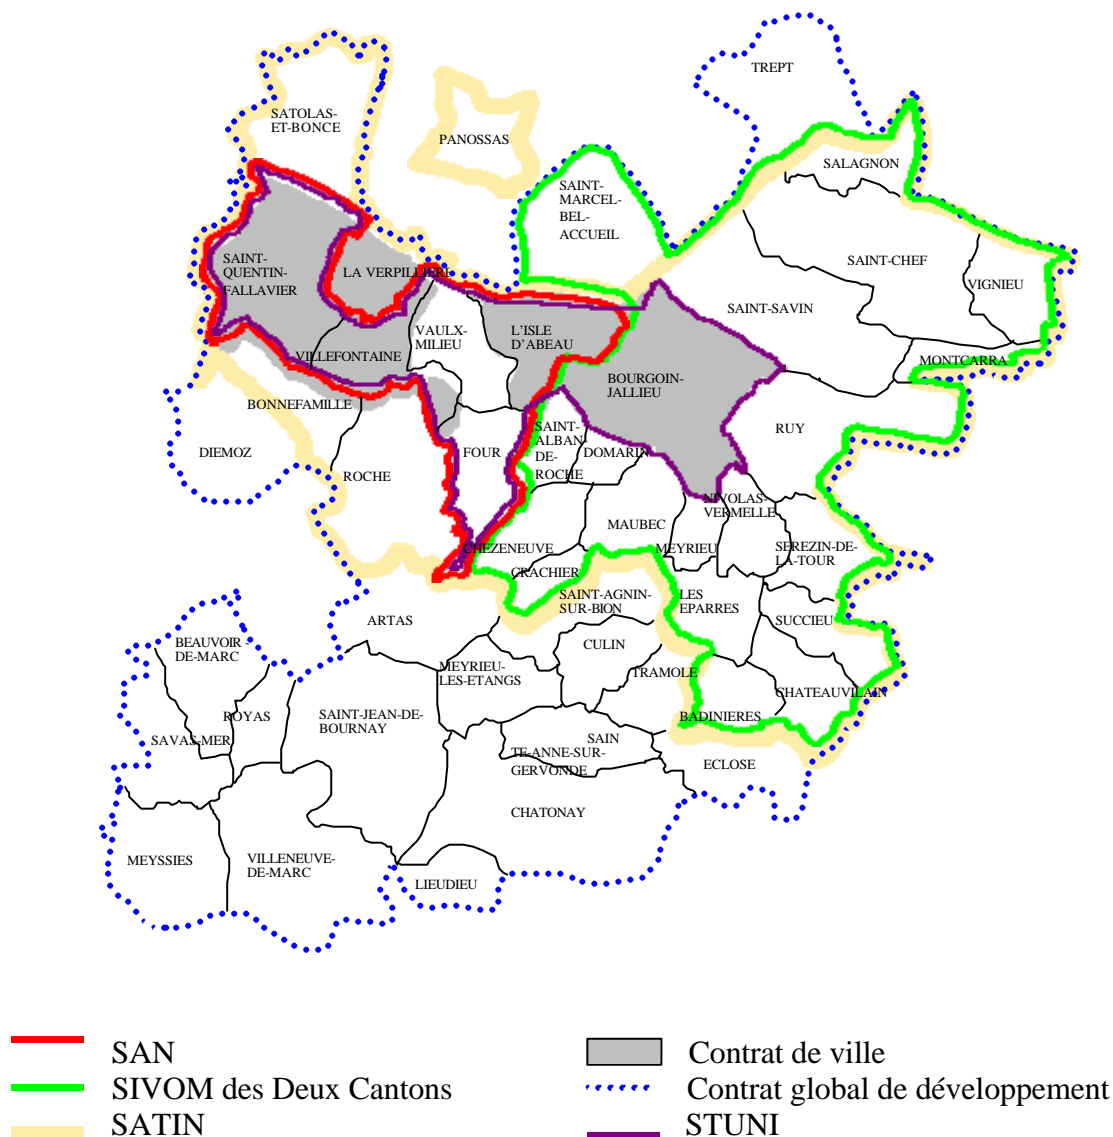 TREPT
SATOLAS-
ET-BONCE
PANOSSAS
SALAGNON
SAINT-
MARCEL-
BEL-
ACCUEIL
SAINT-
QUENTIN-
FALLAVIER
LA VERPILLIERE
SAINT-CHEF
VIGNIEU
SAINT-SAVIN
VAULX-
MILIEU
L'ISLE
D'ABEAU
VILLEFONTAINE
MONTCARRA
BOURGOIN-
JALLIEU
BONNEFAMILLE
RUY
DIEMOZ
ROCHE
FOUR
SAINT-
ALBAN
DE-
ROCHE
DOMARIN
NIVOLAS-
VERMELLE
MAUBEC
CHEZENEUVE
MEYRIEU
SEREZIN-DE-
LA-TOUR
CRACHIER
SAINT-AGNIN-
SUR-BION
LES
EPARRES
ARTAS
SUCCIEU
BEAUVOIR -
DE-MARC
CULIN
MEYRIEU-
LES-ETANGS
TRAMOLE
CHATEAUVILAIN
ROYAS
SAINT-JEAN-DE-
BOURNAY
BADINIERES
SAVAS-MER
SAIN
TE-ANNE-SUR-
GERVONDE
ECLOSE
CHATONAY
MEYSSIES
VILLENEUVE-
DE-MARC
LIEUDIEU
SAN
SIVOM des Deux Cantons
SATIN
Contrat de ville
Contrat global de développement
STUNI